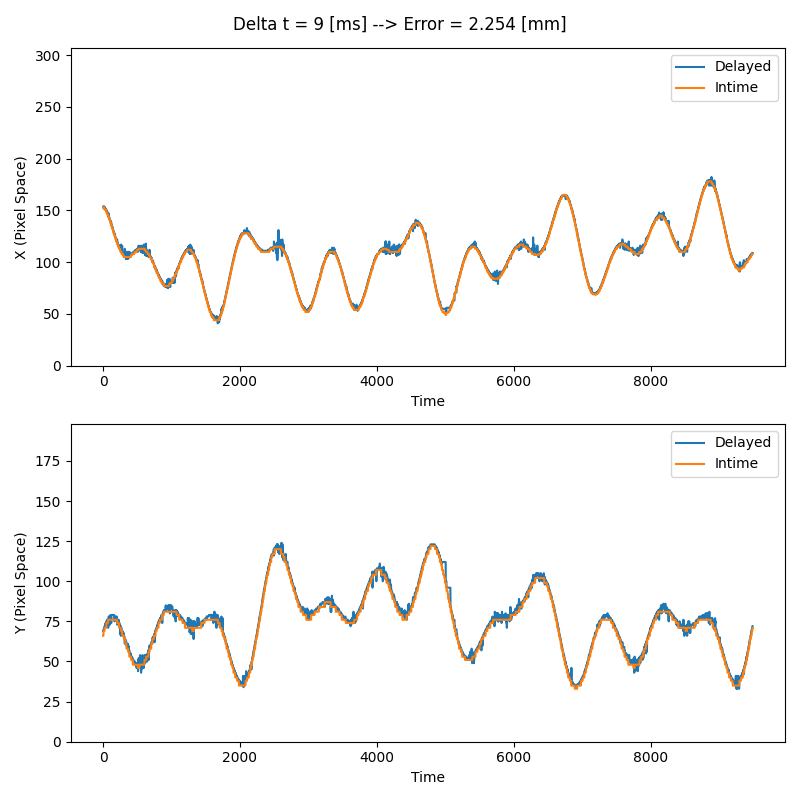 Delta t = 9 [ms] --> Error = 2.254 [mm]
300
250
200
150
100
50
0
X (Pixel Space)
Delayed
Intime
0 2000 4000 6000 8000
Time
175
150
125
100
75
50
25
0
Y (Pixel Space)
Delayed
Intime
0 2000 4000 6000 8000
Time